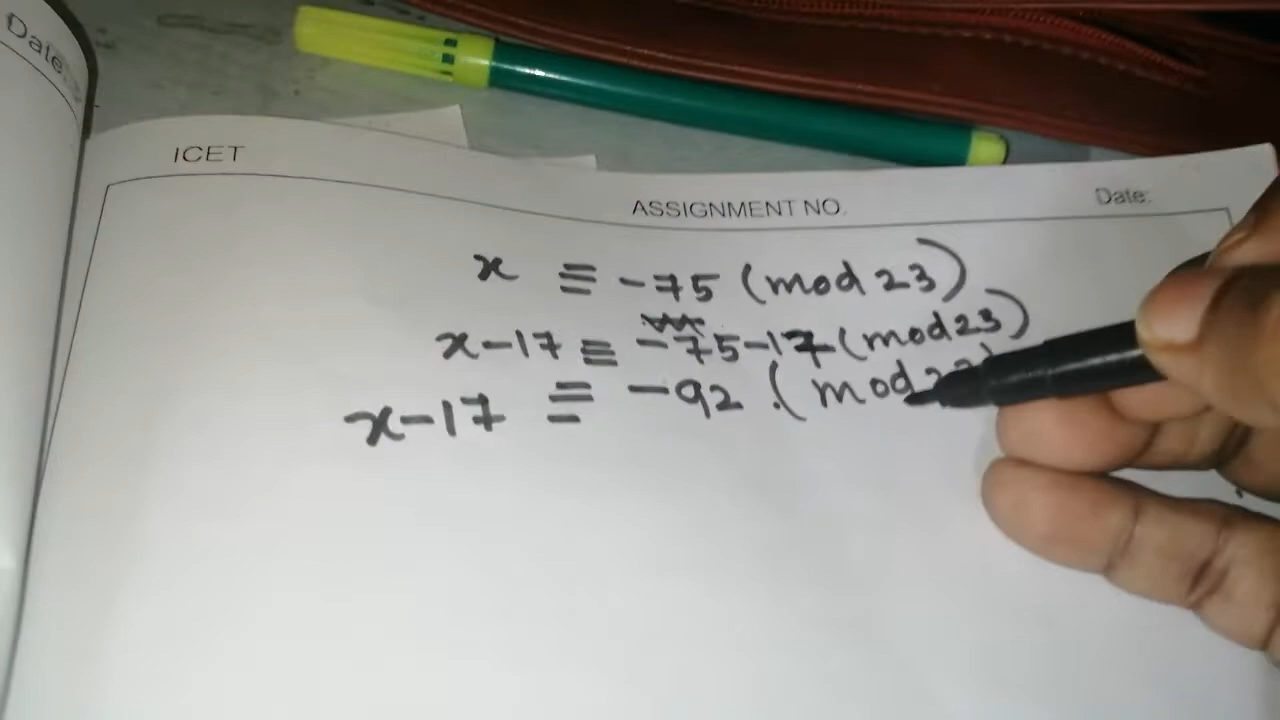 Date:
ICET
ASSIGNMENT NO.
Date:
x ≡ -75 (mod 23)
x-17 ≡ -75-17 (mod 23)
x-17 ≡ -92 (mod